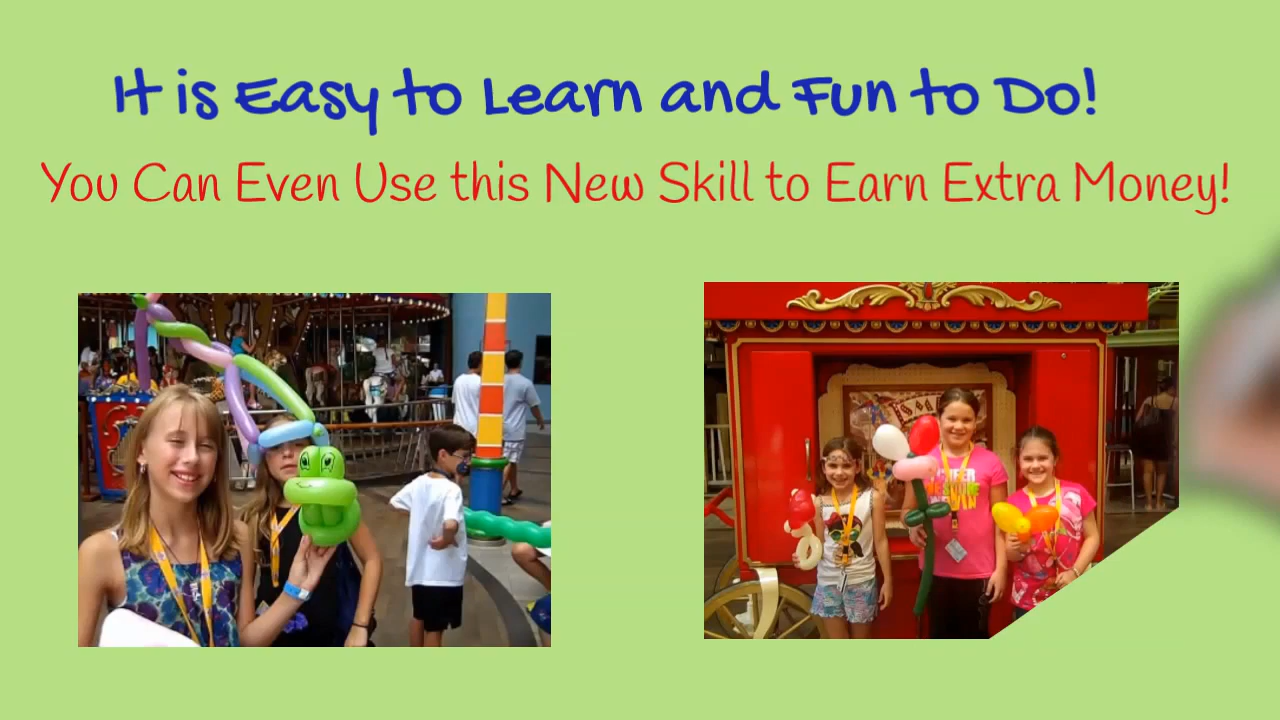 It is Easy to Learn and Fun to Do!
You Can Even Use this New Skill to Earn Extra Money!